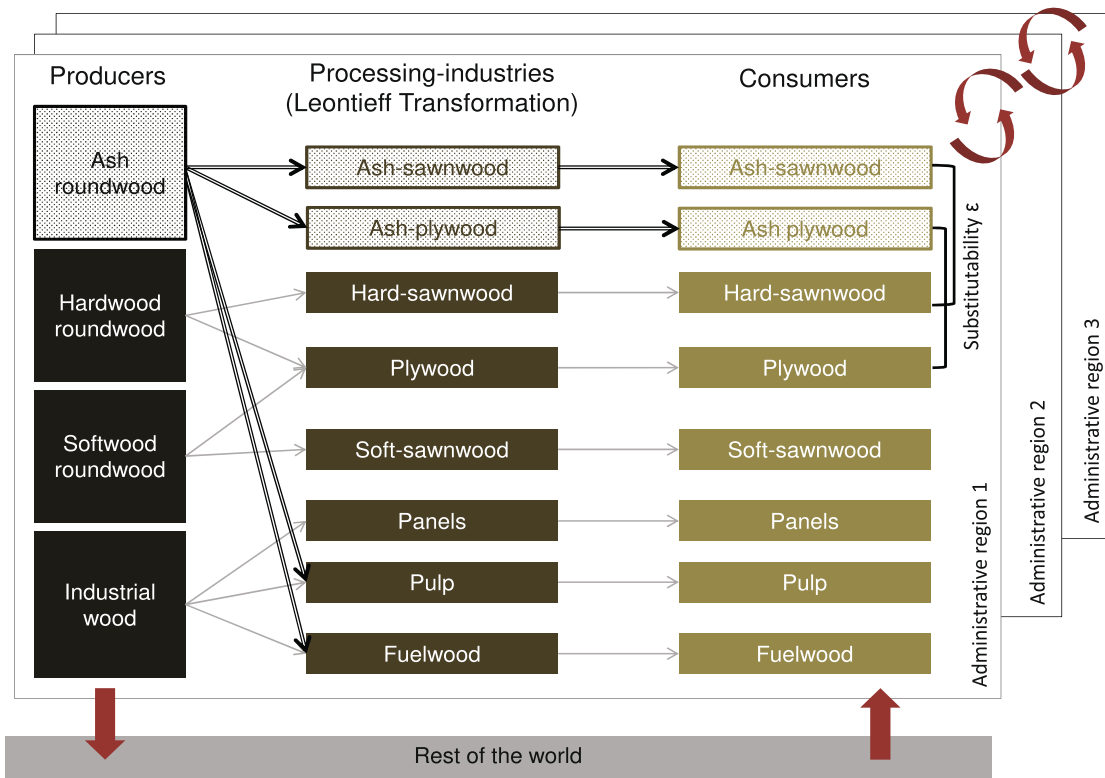 Producers
Processing-industries
(Leontieff Transformation)
Consumers
Ash
roundwood
Ash-sawnwood
Ash-sawnwood
Ash-plywood
Ash plywood
Hardwood
roundwood
Hard-sawnwood
Hard-sawnwood
Plywood
Plywood
Softwood
roundwood
Soft-sawnwood
Soft-sawnwood
Industrial
wood
Panels
Panels
Pulp
Pulp
Fuelwood
Fuelwood
Substitutability ε
Administrative region 1
Administrative region 2
Administrative region 3
Rest of the world